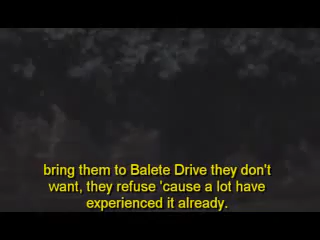 bring them to Balete Drive they don't
want, they refuse 'cause a lot have
experienced it already.